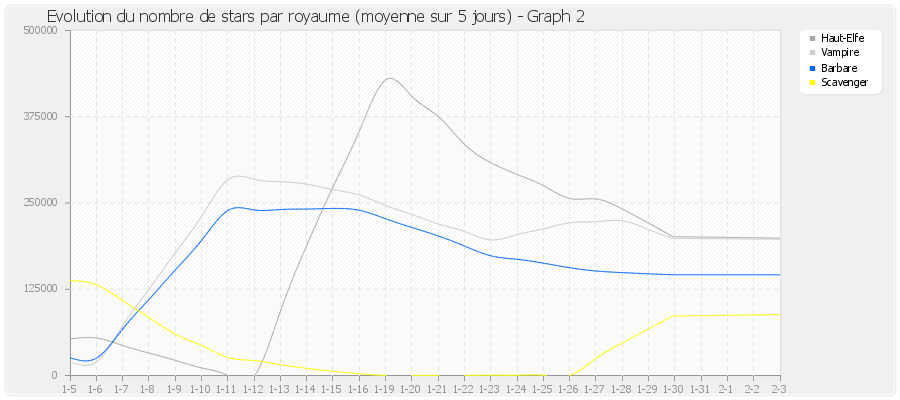 Evolution du nombre de stars par royaume (moyenne sur 5 jours) - Graph 2
500000
375000
250000
125000
0
1-5 1-6 1-7 1-8 1-9 1-10 1-11 1-12 1-13 1-14 1-15 1-16 1-19 1-20 1-21 1-22 1-23 1-24 1-25 1-26 1-27 1-28 1-29 1-30 1-31 2-1 2-2 2-3
Haut-Elfe
Vampire
Barbare
Scavenger